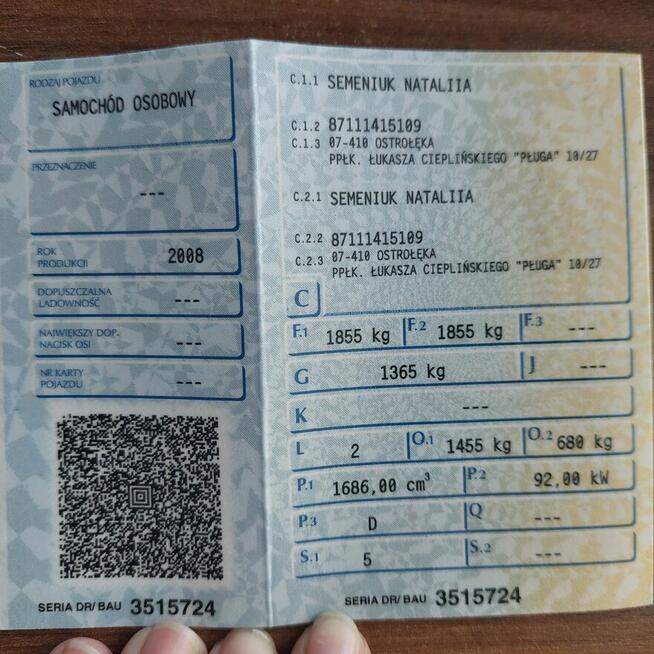 RODZAJ POJAZDU
SAMOCHÓD OSOBOWY
PRZEZNACZENIE
---
ROK PRODUKCJI 2008
DOPUSZCZALNA ŁADOWNOŚĆ ---
NAJWIĘKSZY DOP. NACISK OSI ---
NR KARTY POJAZDU ---
SERIA DR/BAU 3515724
C.1.1 SEMENIUK NATALIIA
C.1.2 87111415109
C.1.3 07-410 OSTROŁĘKA
PPŁK. ŁUKASZA CIEPLIŃSKIEGO "PŁUGA" 10/27
C.2.1 SEMENIUK NATALIIA
C.2.2 87111415109
C.2.3 07-410 OSTROŁĘKA
PPŁK. ŁUKASZA CIEPLIŃSKIEGO "PŁUGA" 10/27
C
F.1 1855 kg F.2 1855 kg F.3 ---
G 1365 kg J ---
K ---
L 2 O.1 1455 kg O.2 680 kg
P.1 1686,00 cm³ P.2 92,00 kW
P.3 D Q ---
S.1 5 S.2 ---
SERIA DR/BAU 3515724